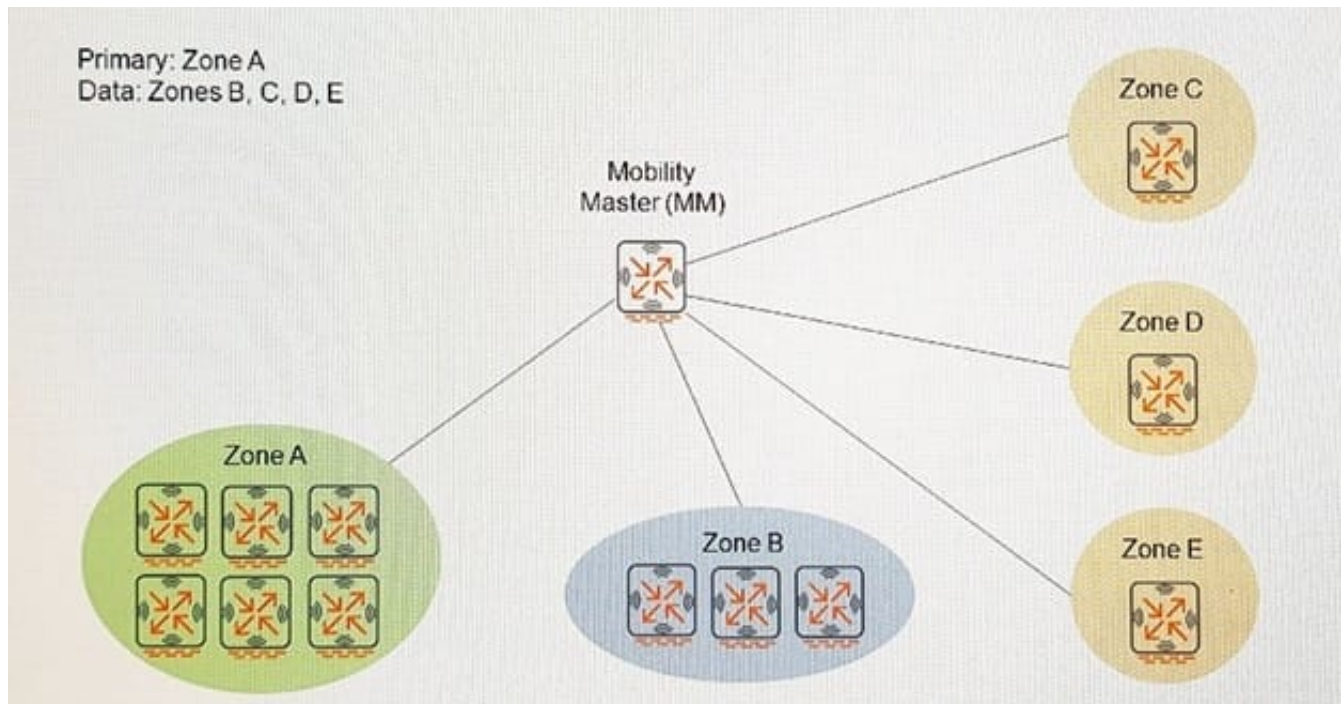 Primary: Zone A
Data: Zones B, C, D, E
Mobility
Master (MM)
Zone C
Zone D
Zone A
Zone B
Zone E